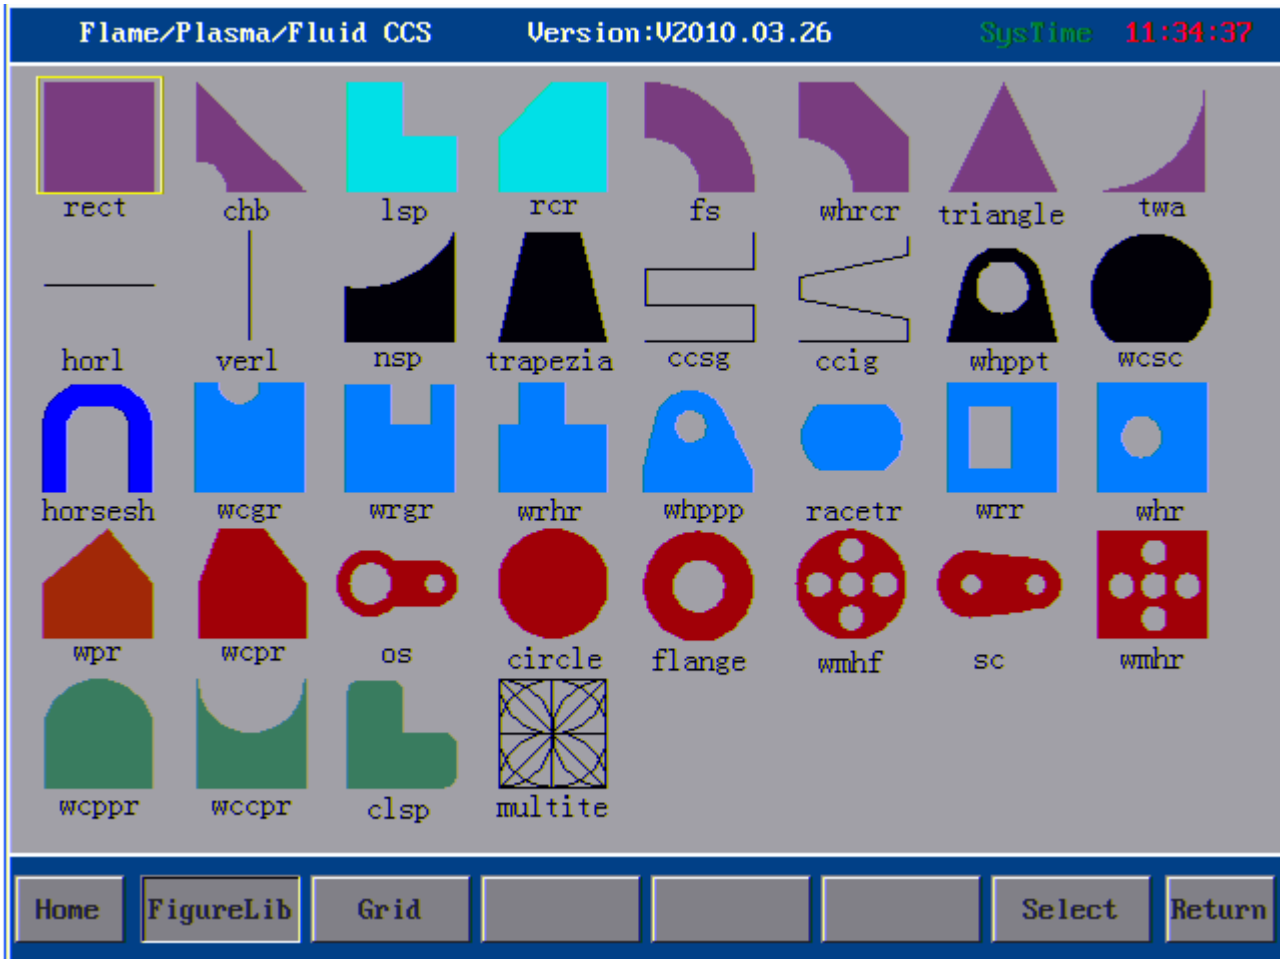 Flame/Plasma/Fluid CCS Version:V2010.03.26 SysTime 11:34:37
rect chb lsp rcr fs whrcr triangle twa
horl verl nsp trapezia ccsg ccig whppt wcsc
horsesh wcgr wrgr wrhr whppp racetr wrr whr
wpr wcpr os circle flange wmhf sc wmhr
wcppr wccpr clsp multite
Home FigureLib Grid Select Return